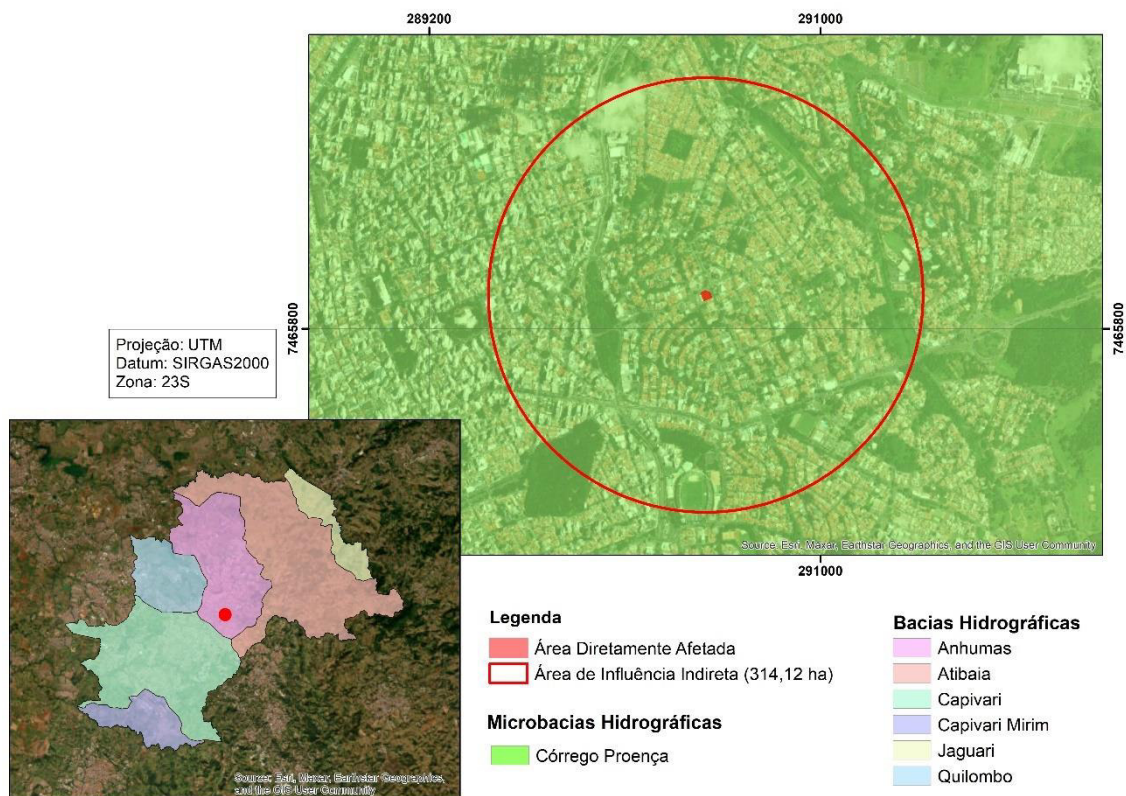 289200
291000
7465800
7465800
Projeção: UTM
Datum: SIRGAS2000
Zona: 23S
Source: Esri, Maxar, Earthstar Geographics, and the GIS User Community
291000
Source: Esri, Maxar, Earthstar Geographics,
and the GIS User Community
Legenda
Área Diretamente Afetada
Área de Influência Indireta (314,12 ha)
Microbacias Hidrográficas
Córrego Proença
Bacias Hidrográficas
Anhumas
Atibaia
Capivari
Capivari Mirim
Jaguari
Quilombo